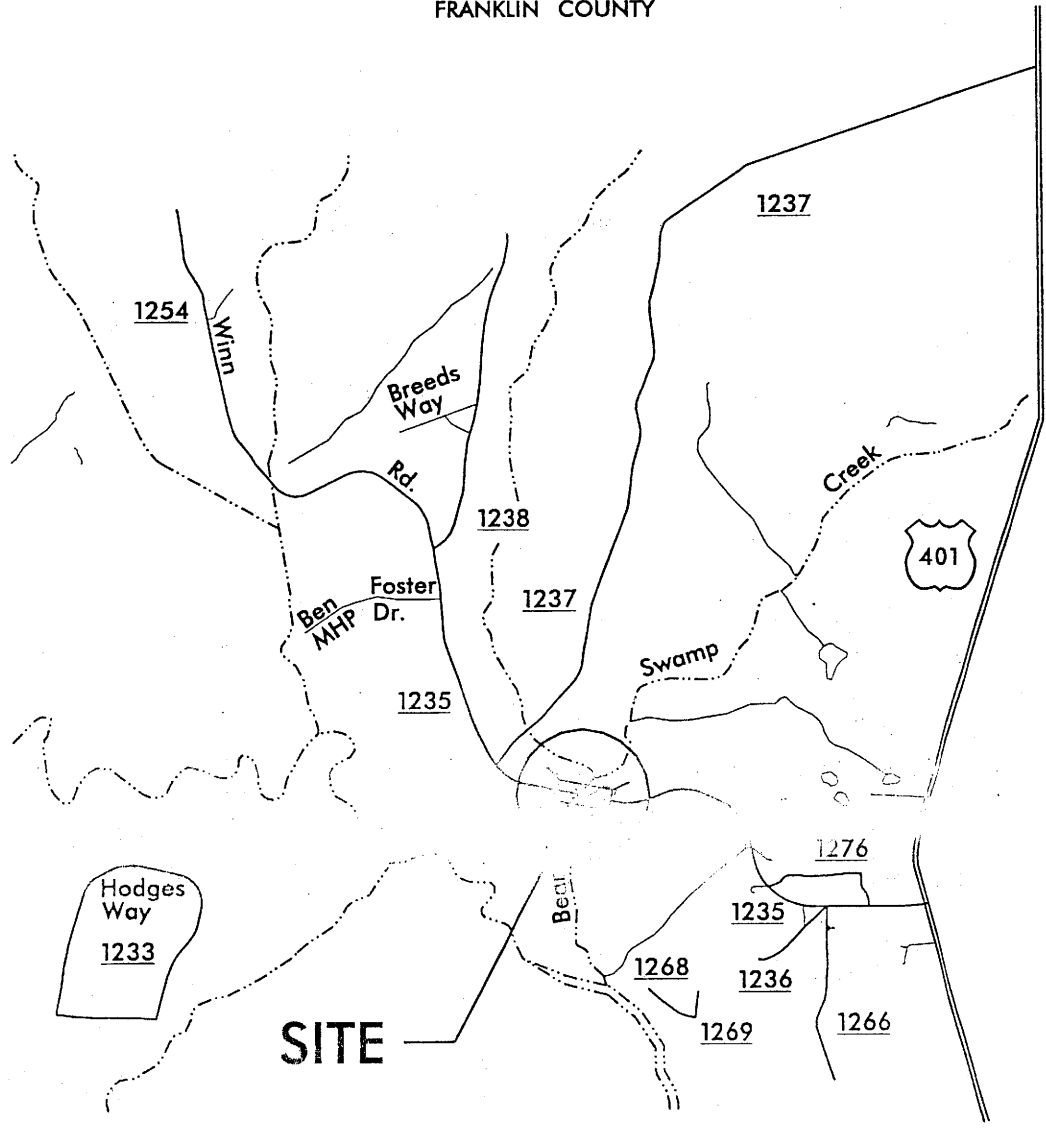 FRANKLIN COUNTY
1237
1254
Winn
Breeds
Way
Rd.
Creek
1238
401
Foster
Ben
Dr.
MHP
1237
Swamp
1235
1276
Hodges
Way
1233
Bear
1235
1268
1236
1269
1266
SITE